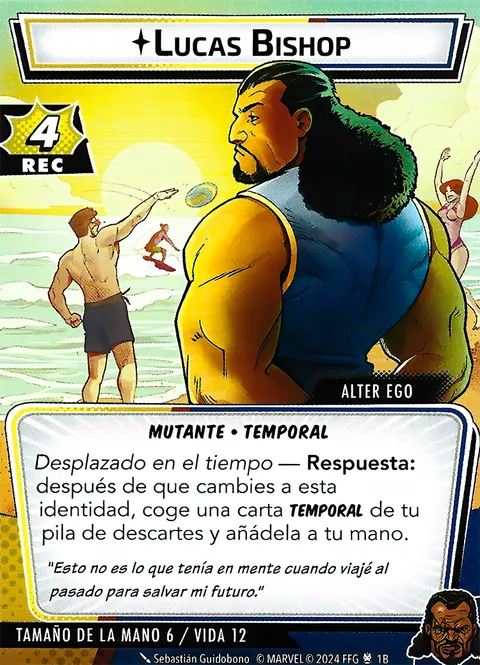 LUCAS BISHOP
4
REC
ALTER EGO
MUTANTE • TEMPORAL
Desplazado en el tiempo — Respuesta:
después de que cambies a esta
identidad, coge una carta TEMPORAL de tu
pila de descartes y añádela a tu mano.
"Esto no es lo que tenía en mente cuando viajé al
pasado para salvar mi futuro."
TAMAÑO DE LA MANO 6 / VIDA 12
Sebastián Guidobono © MARVEL © 2024 FFG 1B